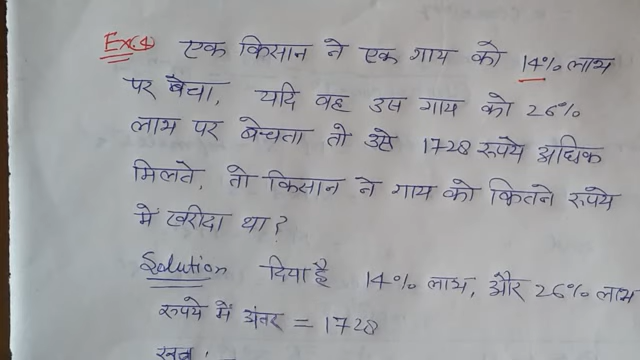 Ex.1 एक किसान ने एक गाय को 14% लाभ
पर बेचा, यदि वह उस गाय को 26%
लाभ पर बेचता तो उसे 1728 रुपये अधिक
मिलते, तो किसान ने गाय को कितने रुपये
में खरीदा था?
Solution दिया है 14% लाभ, और 26% लाभ
रुपये में अंतर = 1728